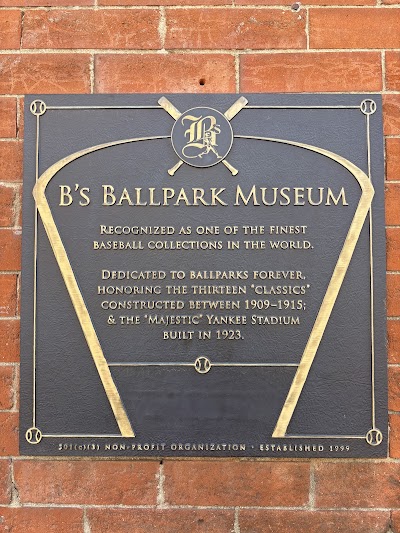 B's
B's Ballpark Museum
Recognized as one of the finest
baseball collections in the world.
Dedicated to ballparks forever,
honoring the thirteen "Classics"
constructed between 1909–1915;
& the "Majestic" Yankee Stadium
built in 1923.
501(c)(3) Non-Profit Organization · Established 1999